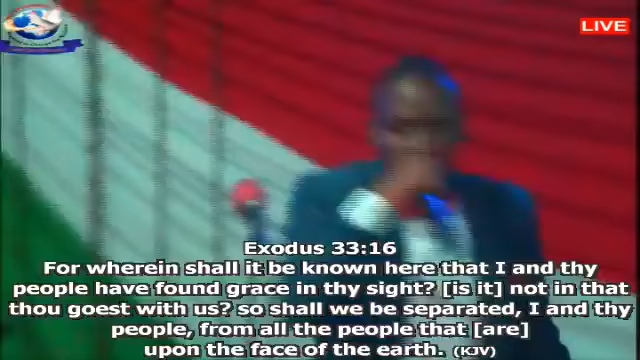 LIVE
Exodus 33:16
For wherein shall it be known here that I and thy
people have found grace in thy sight? [is it] not in that
thou goest with us? so shall we be separated, I and thy
people, from all the people that [are]
upon the face of the earth. (KJV)